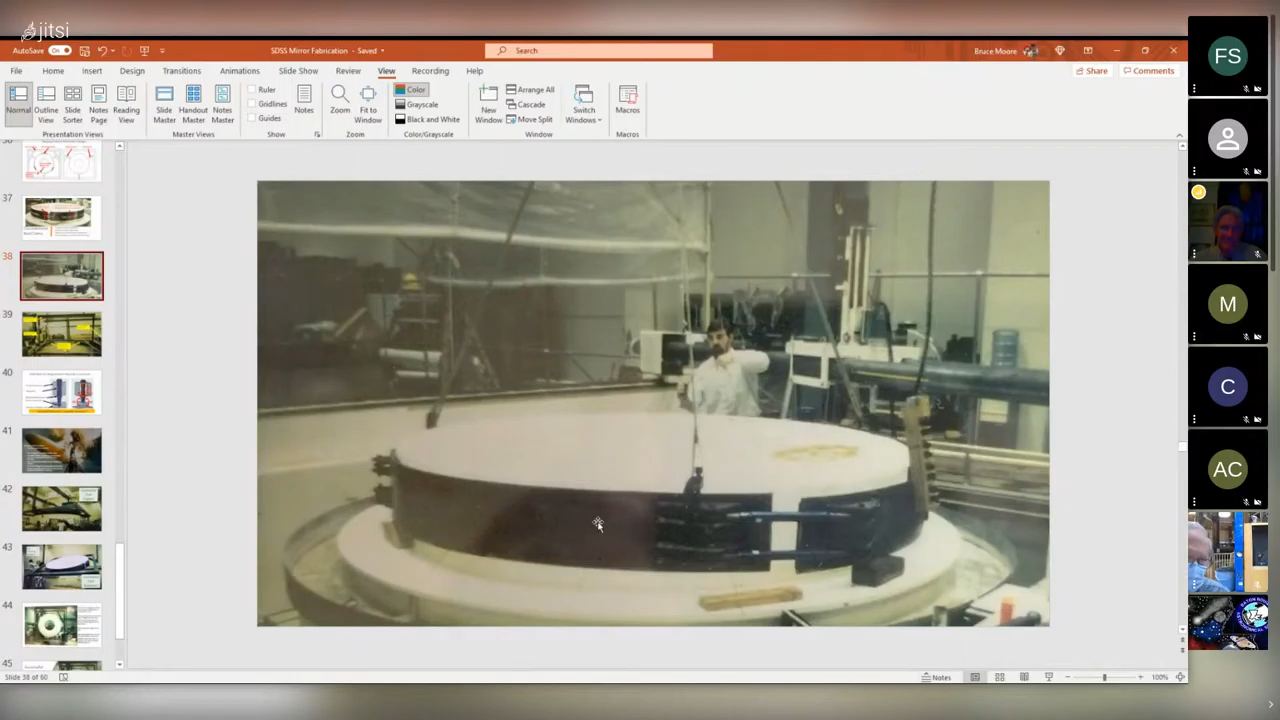 jitsi
AutoSave On
SDSS Mirror Fabrication - Saved
Search
Bruce Moore
File Home Insert Design Transitions Animations Slide Show Review View Recording Help
Share Comments
Normal Outline View Slide Sorter Notes Page Reading View
Presentation Views
Slide Master Handout Master Notes Master
Master Views
Ruler
Gridlines
Guides
Show
Notes
Zoom Fit to Window
Zoom
Color
Grayscale
Black and White
Color/Grayscale
New Window
Arrange All
Cascade
Move Split
Switch Windows
Window
Macros
Macros
37
38
39
40
41
42
43
44
45
Slide 38 of 60
Notes
100%
FS
M
C
AC